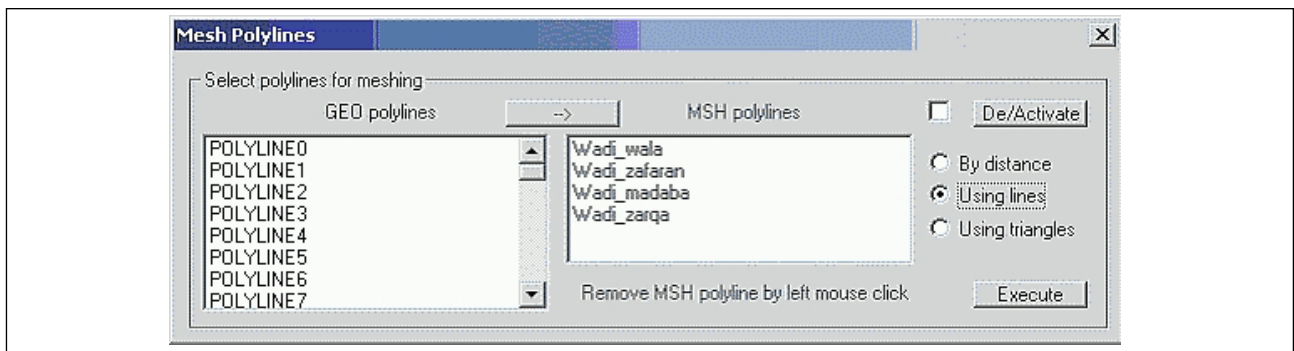 Mesh Polylines
Select polylines for meshing
GEO polylines
-->
MSH polylines
De/Activate
POLYLINE0
POLYLINE1
POLYLINE2
POLYLINE3
POLYLINE4
POLYLINE5
POLYLINE6
POLYLINE7
Wadi_wala
Wadi_zafaran
Wadi_madaba
Wadi_zarqa
By distance
Using lines
Using triangles
Remove MSH polyline by left mouse click
Execute